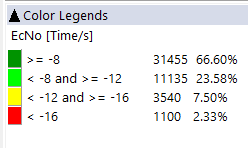 Color Legends
EcNo [Time/s]
>= -8 31455 66.60%
< -8 and >= -12 11135 23.58%
< -12 and >= -16 3540 7.50%
< -16 1100 2.33%